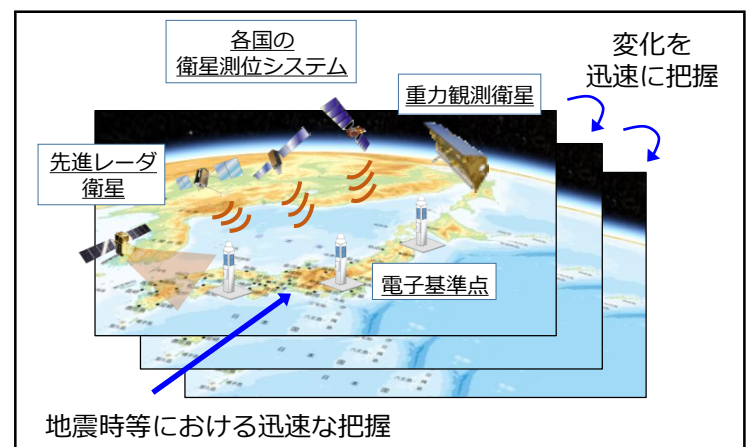 各国の
衛星測位システム
変化を
迅速に把握
重力観測衛星
先進レーダ
衛星
電子基準点
地震時等における迅速な把握